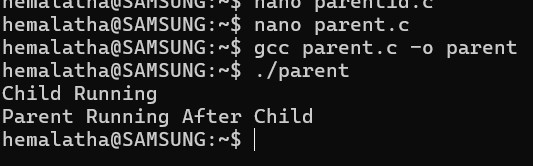 hemalatha@SAMSUNG:~$ nano parentid.c
hemalatha@SAMSUNG:~$ nano parent.c
hemalatha@SAMSUNG:~$ gcc parent.c -o parent
hemalatha@SAMSUNG:~$ ./parent
Child Running
Parent Running After Child
hemalatha@SAMSUNG:~$